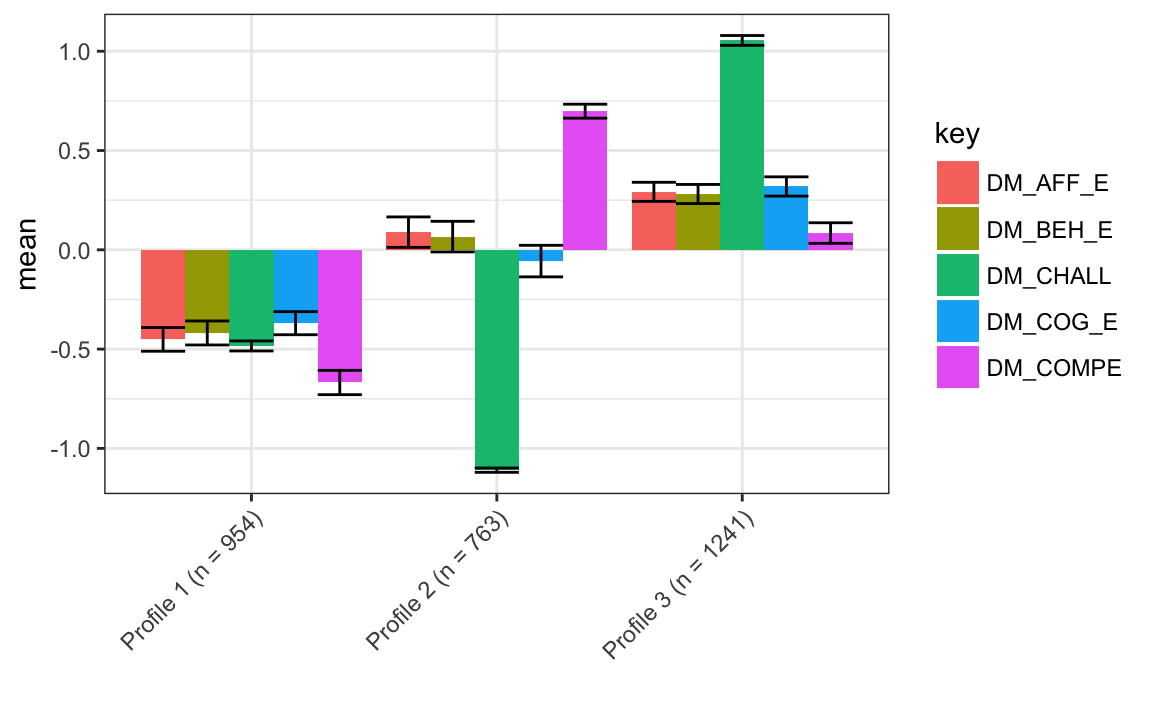 mean
1.0
0.5
0.0
-0.5
-1.0
Profile 1 (n = 954)
Profile 2 (n = 763)
Profile 3 (n = 1241)
key
DM_AFF_E
DM_BEH_E
DM_CHALL
DM_COG_E
DM_COMPE